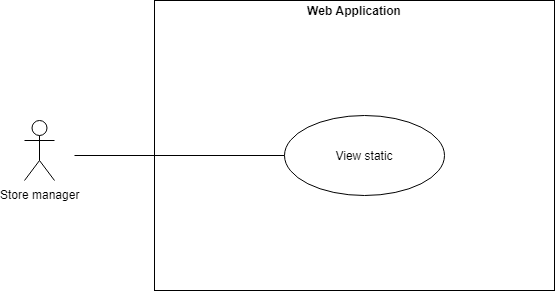 Web Application
View static
Store manager